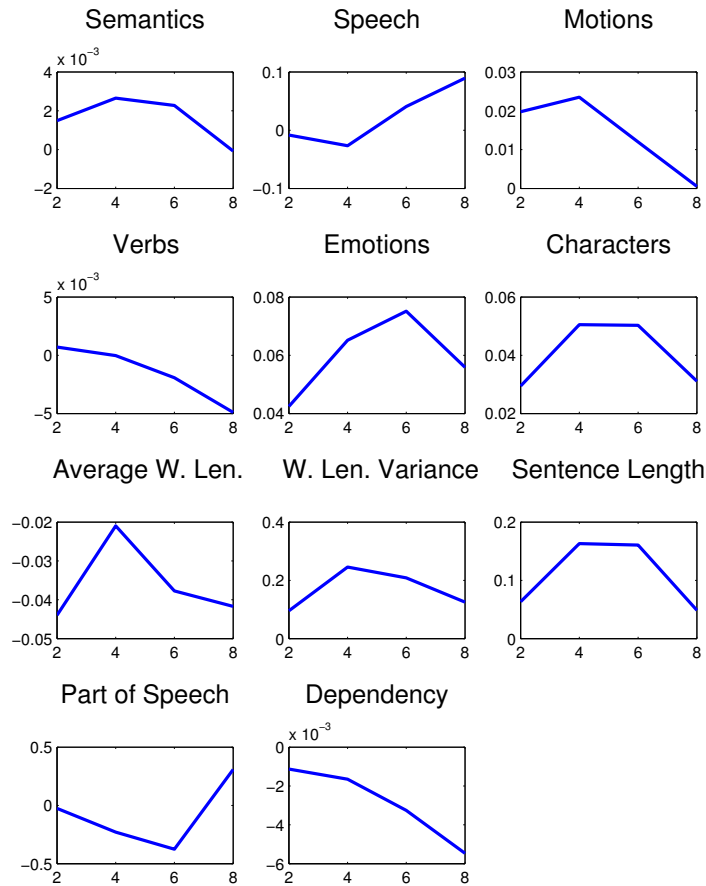 Semantics Speech Motions
x 10⁻³
4 0.1 0.03
2 0.02
0 0 0.01
−2 −0.1 0
2 4 6 8 2 4 6 8 2 4 6 8
Verbs Emotions Characters
x 10⁻³
5 0.08 0.06
0 0.06 0.04
−5 0.04 0.02
2 4 6 8 2 4 6 8 2 4 6 8
Average W. Len. W. Len. Variance Sentence Length
−0.02 0.4 0.2
−0.03
0.2 0.1
−0.04
−0.05 0 0
2 4 6 8 2 4 6 8 2 4 6 8
Part of Speech Dependency
x 10⁻³
0.5 0
−2
0
−4
−0.5 −6
2 4 6 8 2 4 6 8